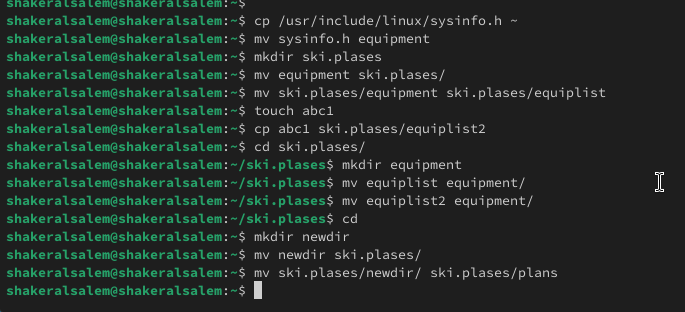 shakeralsalem@shakeralsalem:~$
shakeralsalem@shakeralsalem:~$ cp /usr/include/linux/sysinfo.h ~
shakeralsalem@shakeralsalem:~$ mv sysinfo.h equipment
shakeralsalem@shakeralsalem:~$ mkdir ski.plases
shakeralsalem@shakeralsalem:~$ mv equipment ski.plases/
shakeralsalem@shakeralsalem:~$ mv ski.plases/equipment ski.plases/equiplist
shakeralsalem@shakeralsalem:~$ touch abc1
shakeralsalem@shakeralsalem:~$ cp abc1 ski.plases/equiplist2
shakeralsalem@shakeralsalem:~$ cd ski.plases/
shakeralsalem@shakeralsalem:~/ski.plases$ mkdir equipment
shakeralsalem@shakeralsalem:~/ski.plases$ mv equiplist equipment/
shakeralsalem@shakeralsalem:~/ski.plases$ mv equiplist2 equipment/
shakeralsalem@shakeralsalem:~/ski.plases$ cd
shakeralsalem@shakeralsalem:~$ mkdir newdir
shakeralsalem@shakeralsalem:~$ mv newdir ski.plases/
shakeralsalem@shakeralsalem:~$ mv ski.plases/newdir/ ski.plases/plans
shakeralsalem@shakeralsalem:~$